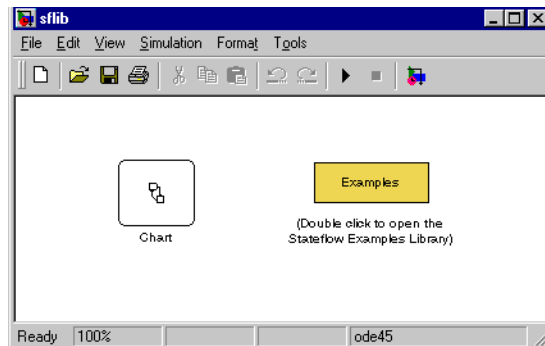 sflib
File Edit View Simulation Format Tools
Examples
Chart
(Double click to open the
Stateflow Examples Library)
Ready 100% ode45